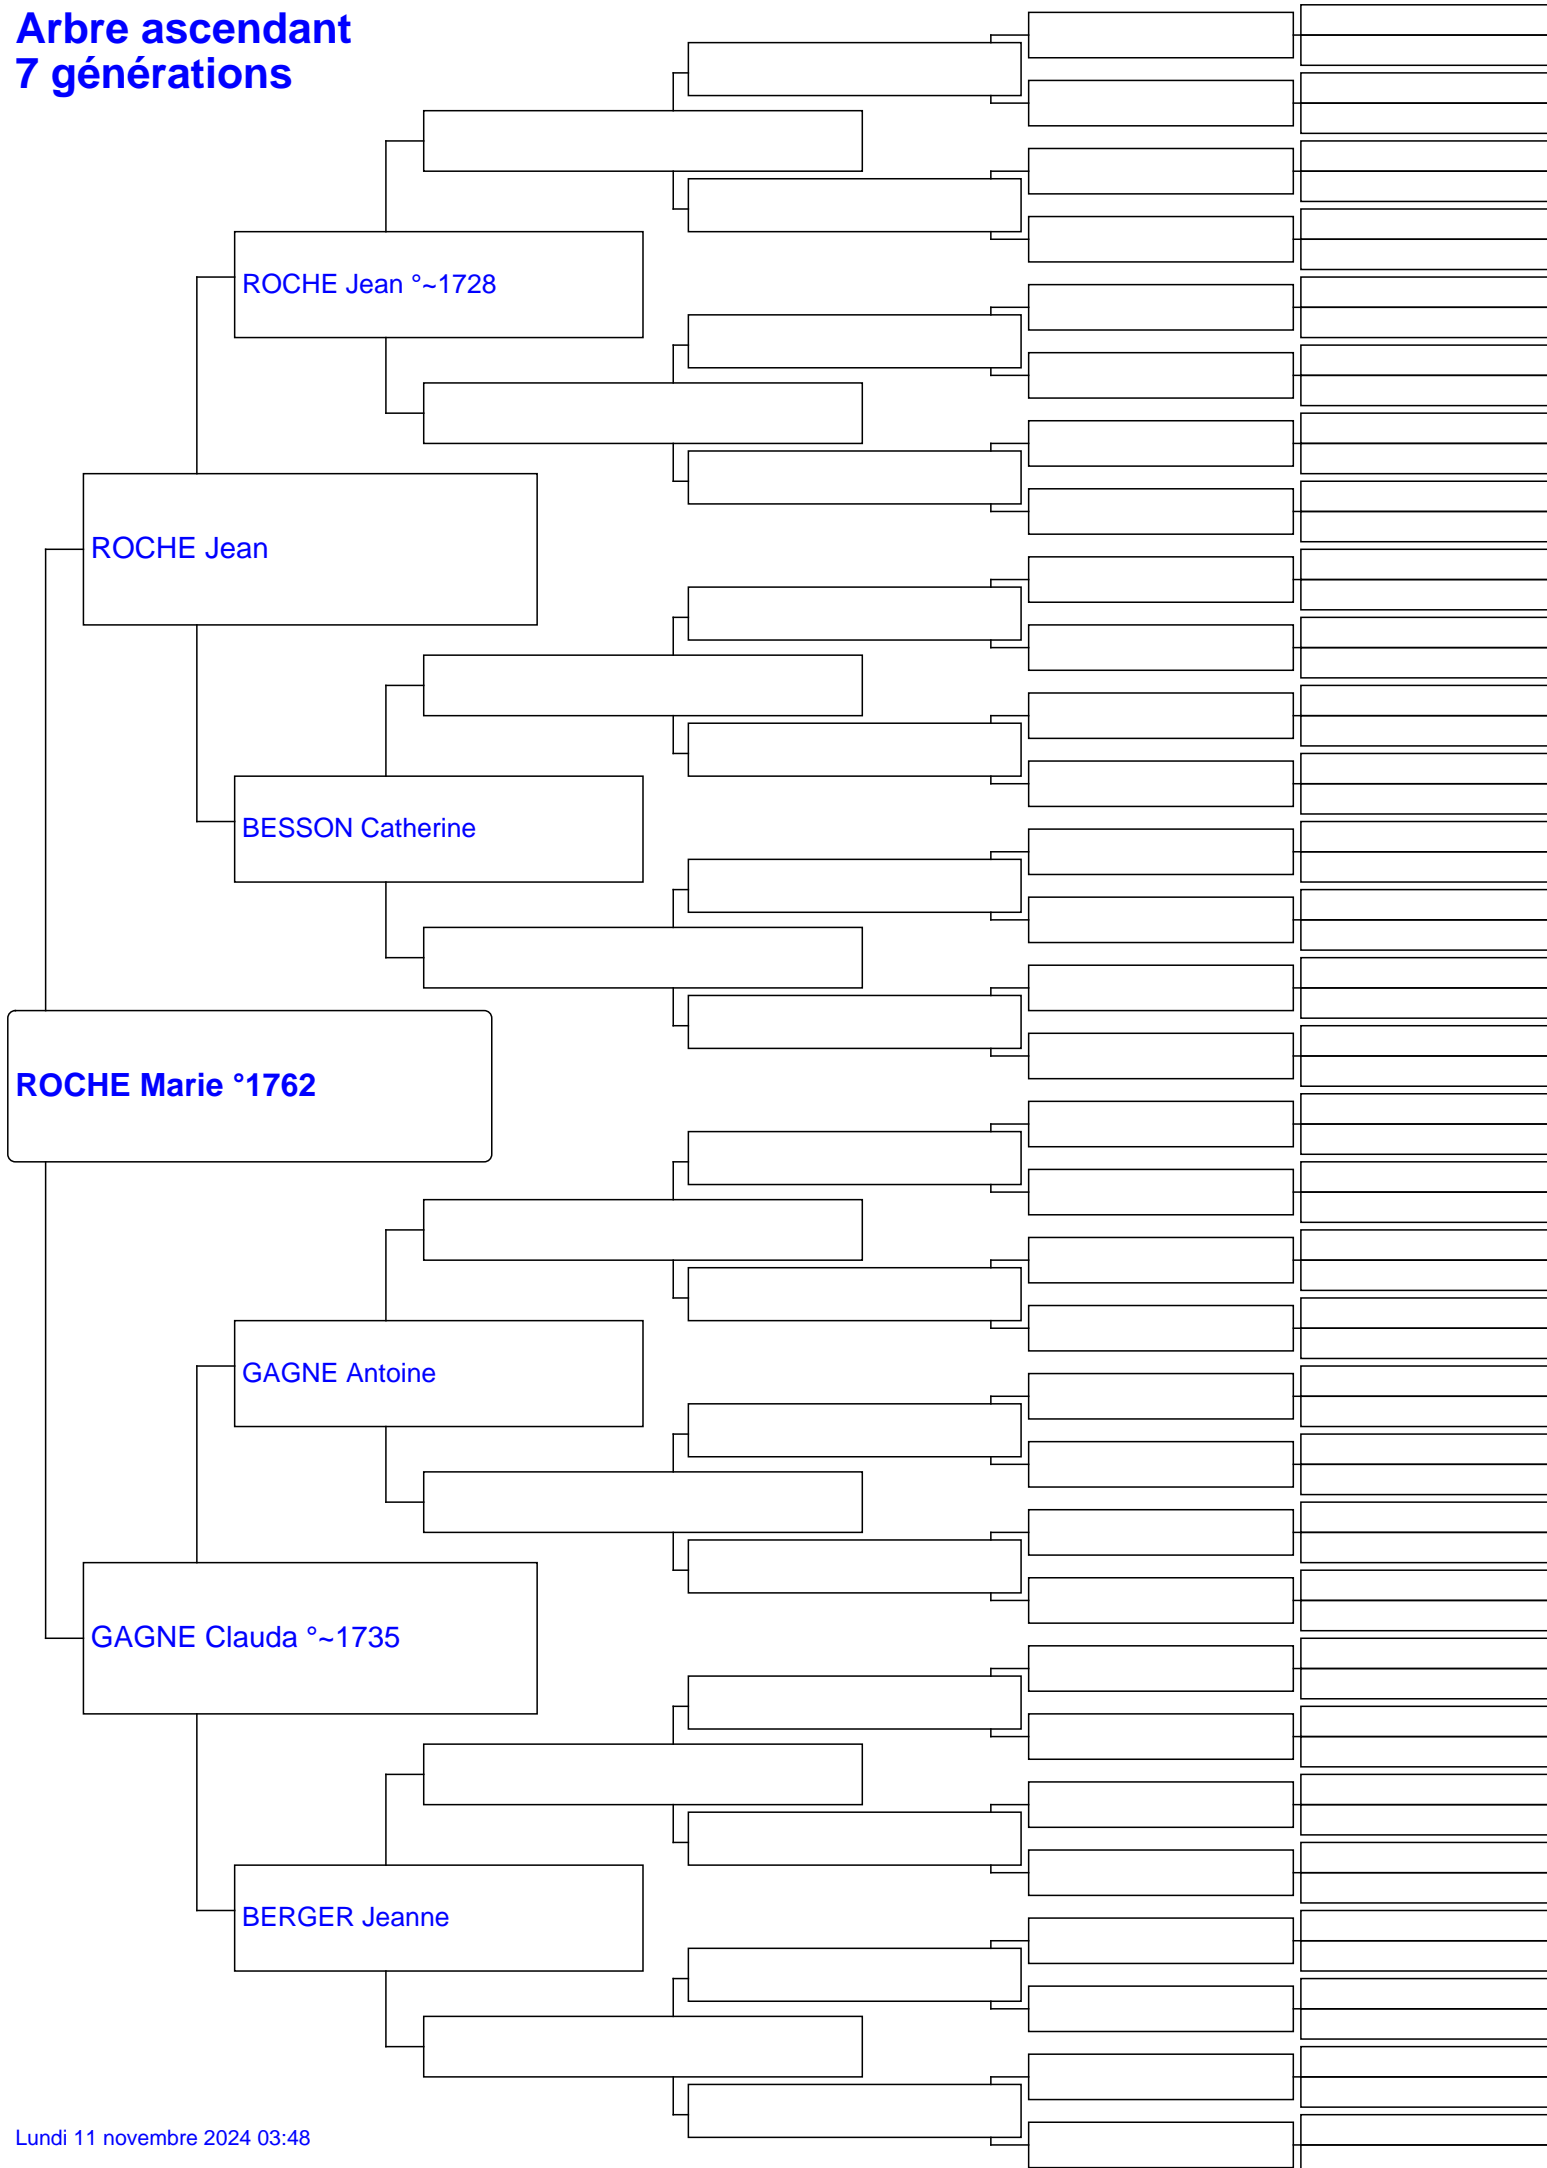 Arbre ascendant
7 générations
ROCHE Jean °~1728
ROCHE Jean
BESSON Catherine
ROCHE Marie °1762
GAGNE Antoine
GAGNE Clauda °~1735
BERGER Jeanne
Lundi 11 novembre 2024 03:48